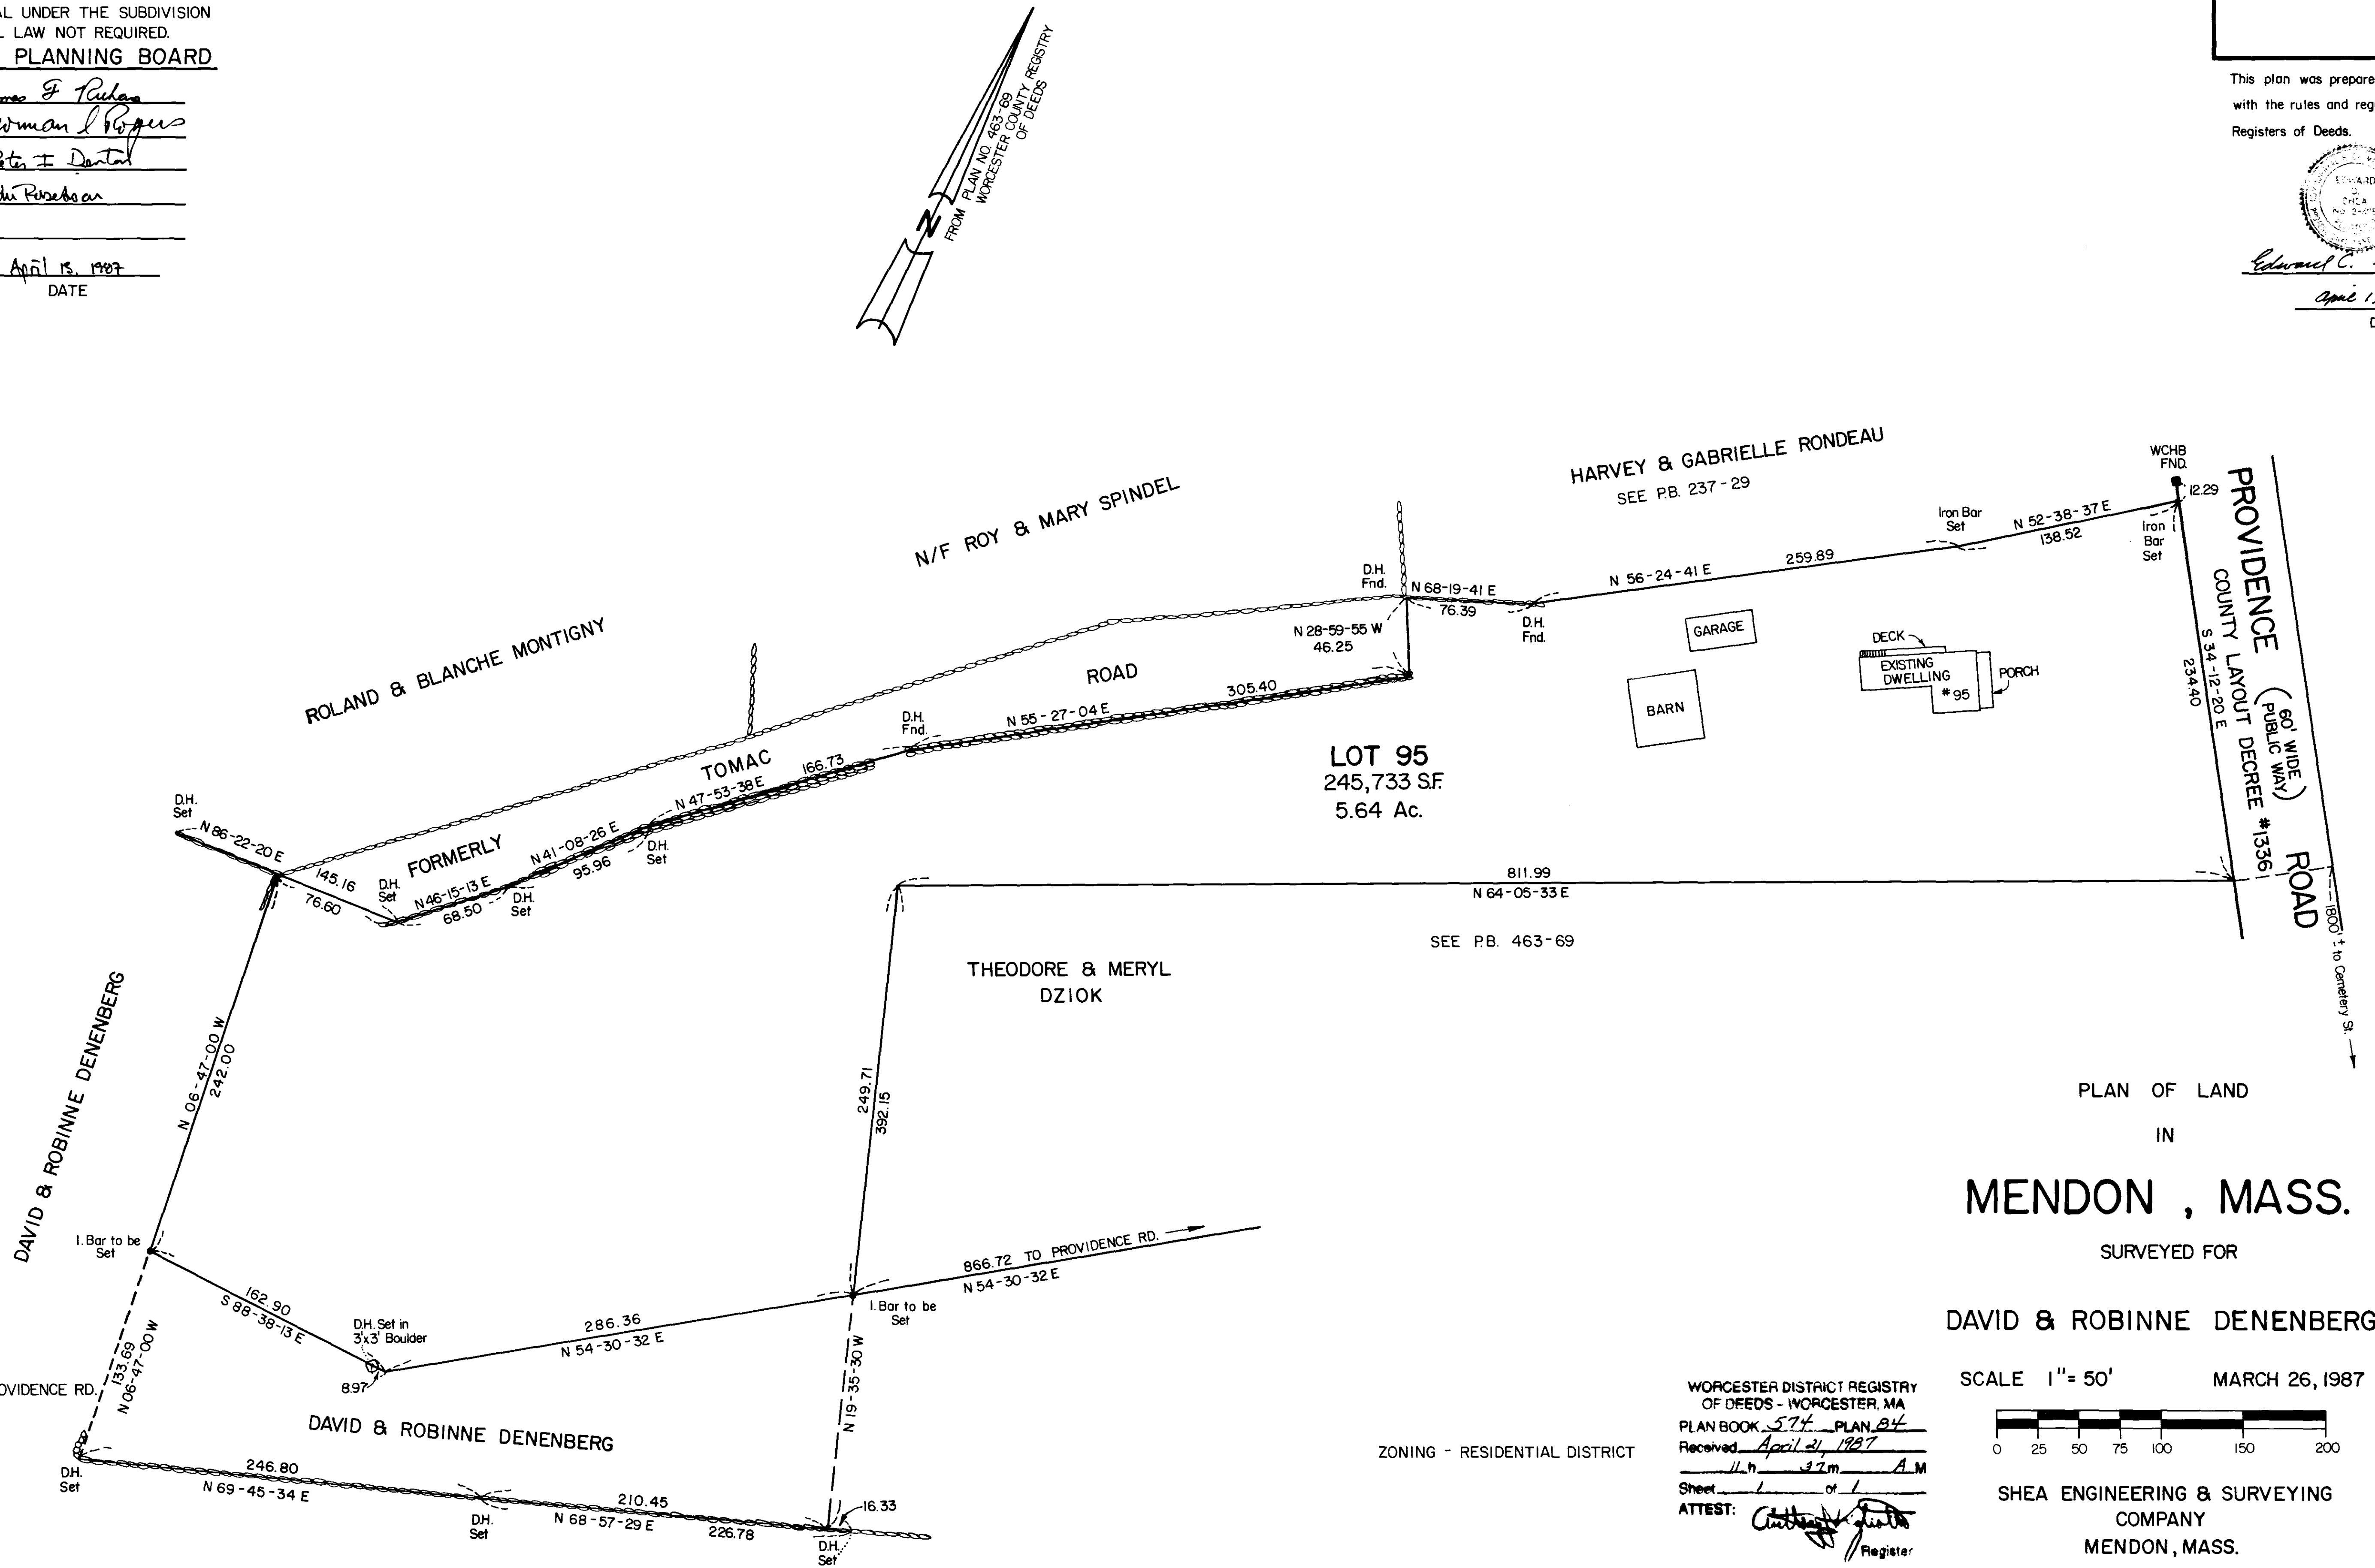 AL UNDER THE SUBDIVISION
L LAW NOT REQUIRED.
PLANNING BOARD
April 13, 1987
DATE
FROM PLAN NO. 463-69
WORCESTER COUNTY REGISTRY
OF DEEDS
This plan was prepare
with the rules and reg
Registers of Deeds.
EDWARD
C.
SHEA
Edward C.
D
HARVEY & GABRIELLE RONDEAU
SEE P.B. 237-29
WCHB
FND.
12.29
N/F ROY & MARY SPINDEL
ROLAND & BLANCHE MONTIGNY
Iron Bar
Set
N 52-38-37 E
138.52
Iron
Bar
Set
D.H.
Fnd.
N 68-19-41 E
76.39
D.H.
Fnd.
N 56-24-41 E
259.89
N 28-59-55 W
46.25
GARAGE
BARN
DECK
EXISTING
DWELLING
#95
PORCH
PROVIDENCE ROAD
(60' WIDE
PUBLIC WAY)
COUNTY LAYOUT DECREE #1336
S 34-12-20 E
234.40
1800' ± to Cemetery St.
FORMERLY TOMAC ROAD
305.40
N 55-27-04 E
D.H.
Fnd.
166.73
N 47-53-38 E
D.H.
Set
N 41-08-26 E
95.96
D.H.
Set
N 46-15-13 E
68.50
D.H.
Set
D.H.
Set
N 86-22-20 E
145.16
76.60
LOT 95
245,733 S.F.
5.64 Ac.
811.99
N 64-05-33 E
SEE P.B. 463-69
THEODORE & MERYL
DZIOK
DAVID & ROBINNE DENENBERG
N 06-47-00 W
242.00
249.71
392.15
I. Bar to be
Set
162.90
S 88-38-13 E
D.H. Set in
3'x3' Boulder
8.97
286.36
N 54-30-32 E
I. Bar to be
Set
866.72 TO PROVIDENCE RD.
N 54-30-32 E
133.69
N 06-47-00 W
OVIDENCE RD.
N 19-35-30 W
DAVID & ROBINNE DENENBERG
D.H.
Set
246.80
N 69-45-34 E
D.H.
Set
210.45
N 68-57-29 E
226.78
16.33
D.H.
Set
PLAN OF LAND
IN
MENDON, MASS.
SURVEYED FOR
DAVID & ROBINNE DENENBERG
SCALE 1"= 50' MARCH 26, 1987
0 25 50 75 100 150 200
SHEA ENGINEERING & SURVEYING
COMPANY
MENDON, MASS.
ZONING - RESIDENTIAL DISTRICT
WORCESTER DISTRICT REGISTRY
OF DEEDS - WORCESTER, MA
PLAN BOOK 574 PLAN 84
Received April 21, 1987
11 h 37 m A M
Sheet 1 of 1
ATTEST:
Register